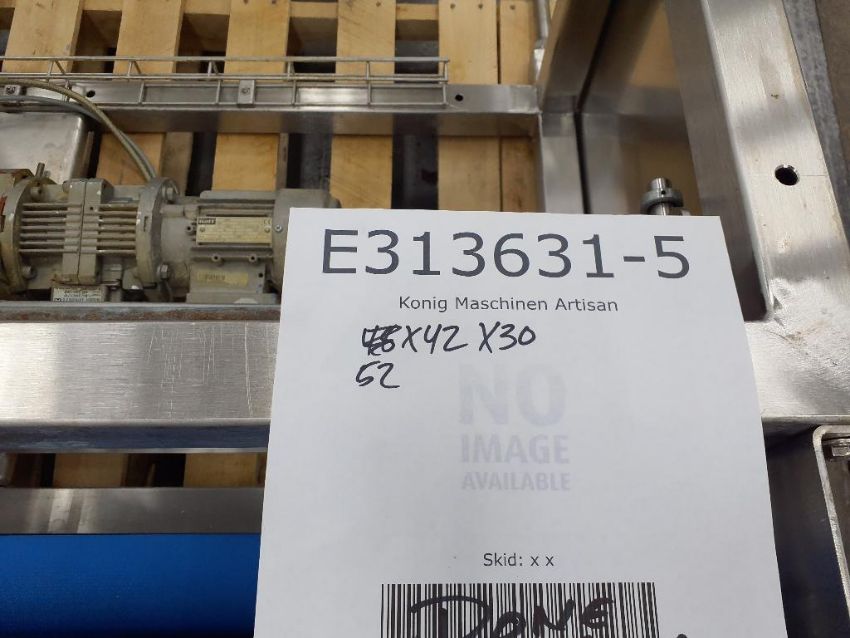 E313631-5
Konig Maschinen Artisan
X42 X30
52
NO
IMAGE
AVAILABLE
Skid: x x
DONE